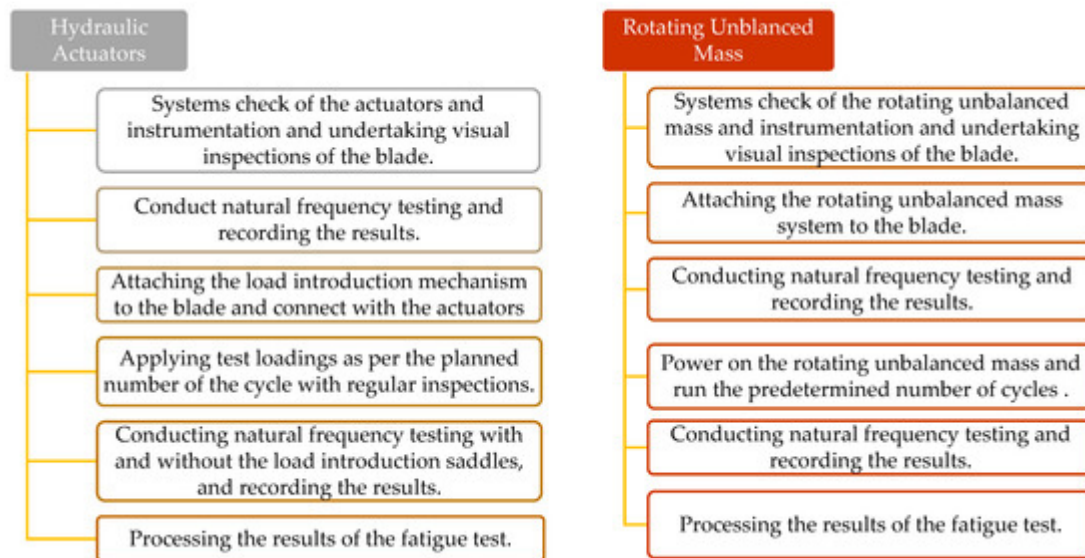 Hydraulic
Actuators
Systems check of the actuators and
instrumentation and undertaking visual
inspections of the blade.
Conduct natural frequency testing and
recording the results.
Attaching the load introduction mechanism
to the blade and connect with the actuators
Applying test loadings as per the planned
number of the cycle with regular inspections.
Conducting natural frequency testing with
and without the load introduction saddles,
and recording the results.
Processing the results of the fatigue test.
Rotating Unblanced
Mass
Systems check of the rotating unbalanced
mass and instrumentation and undertaking
visual inspections of the blade.
Attaching the rotating unbalanced mass
system to the blade.
Conducting natural frequency testing and
recording the results.
Power on the rotating unbalanced mass and
run the predetermined number of cycles .
Conducting natural frequency testing and
recording the results.
Processing the results of the fatigue test.